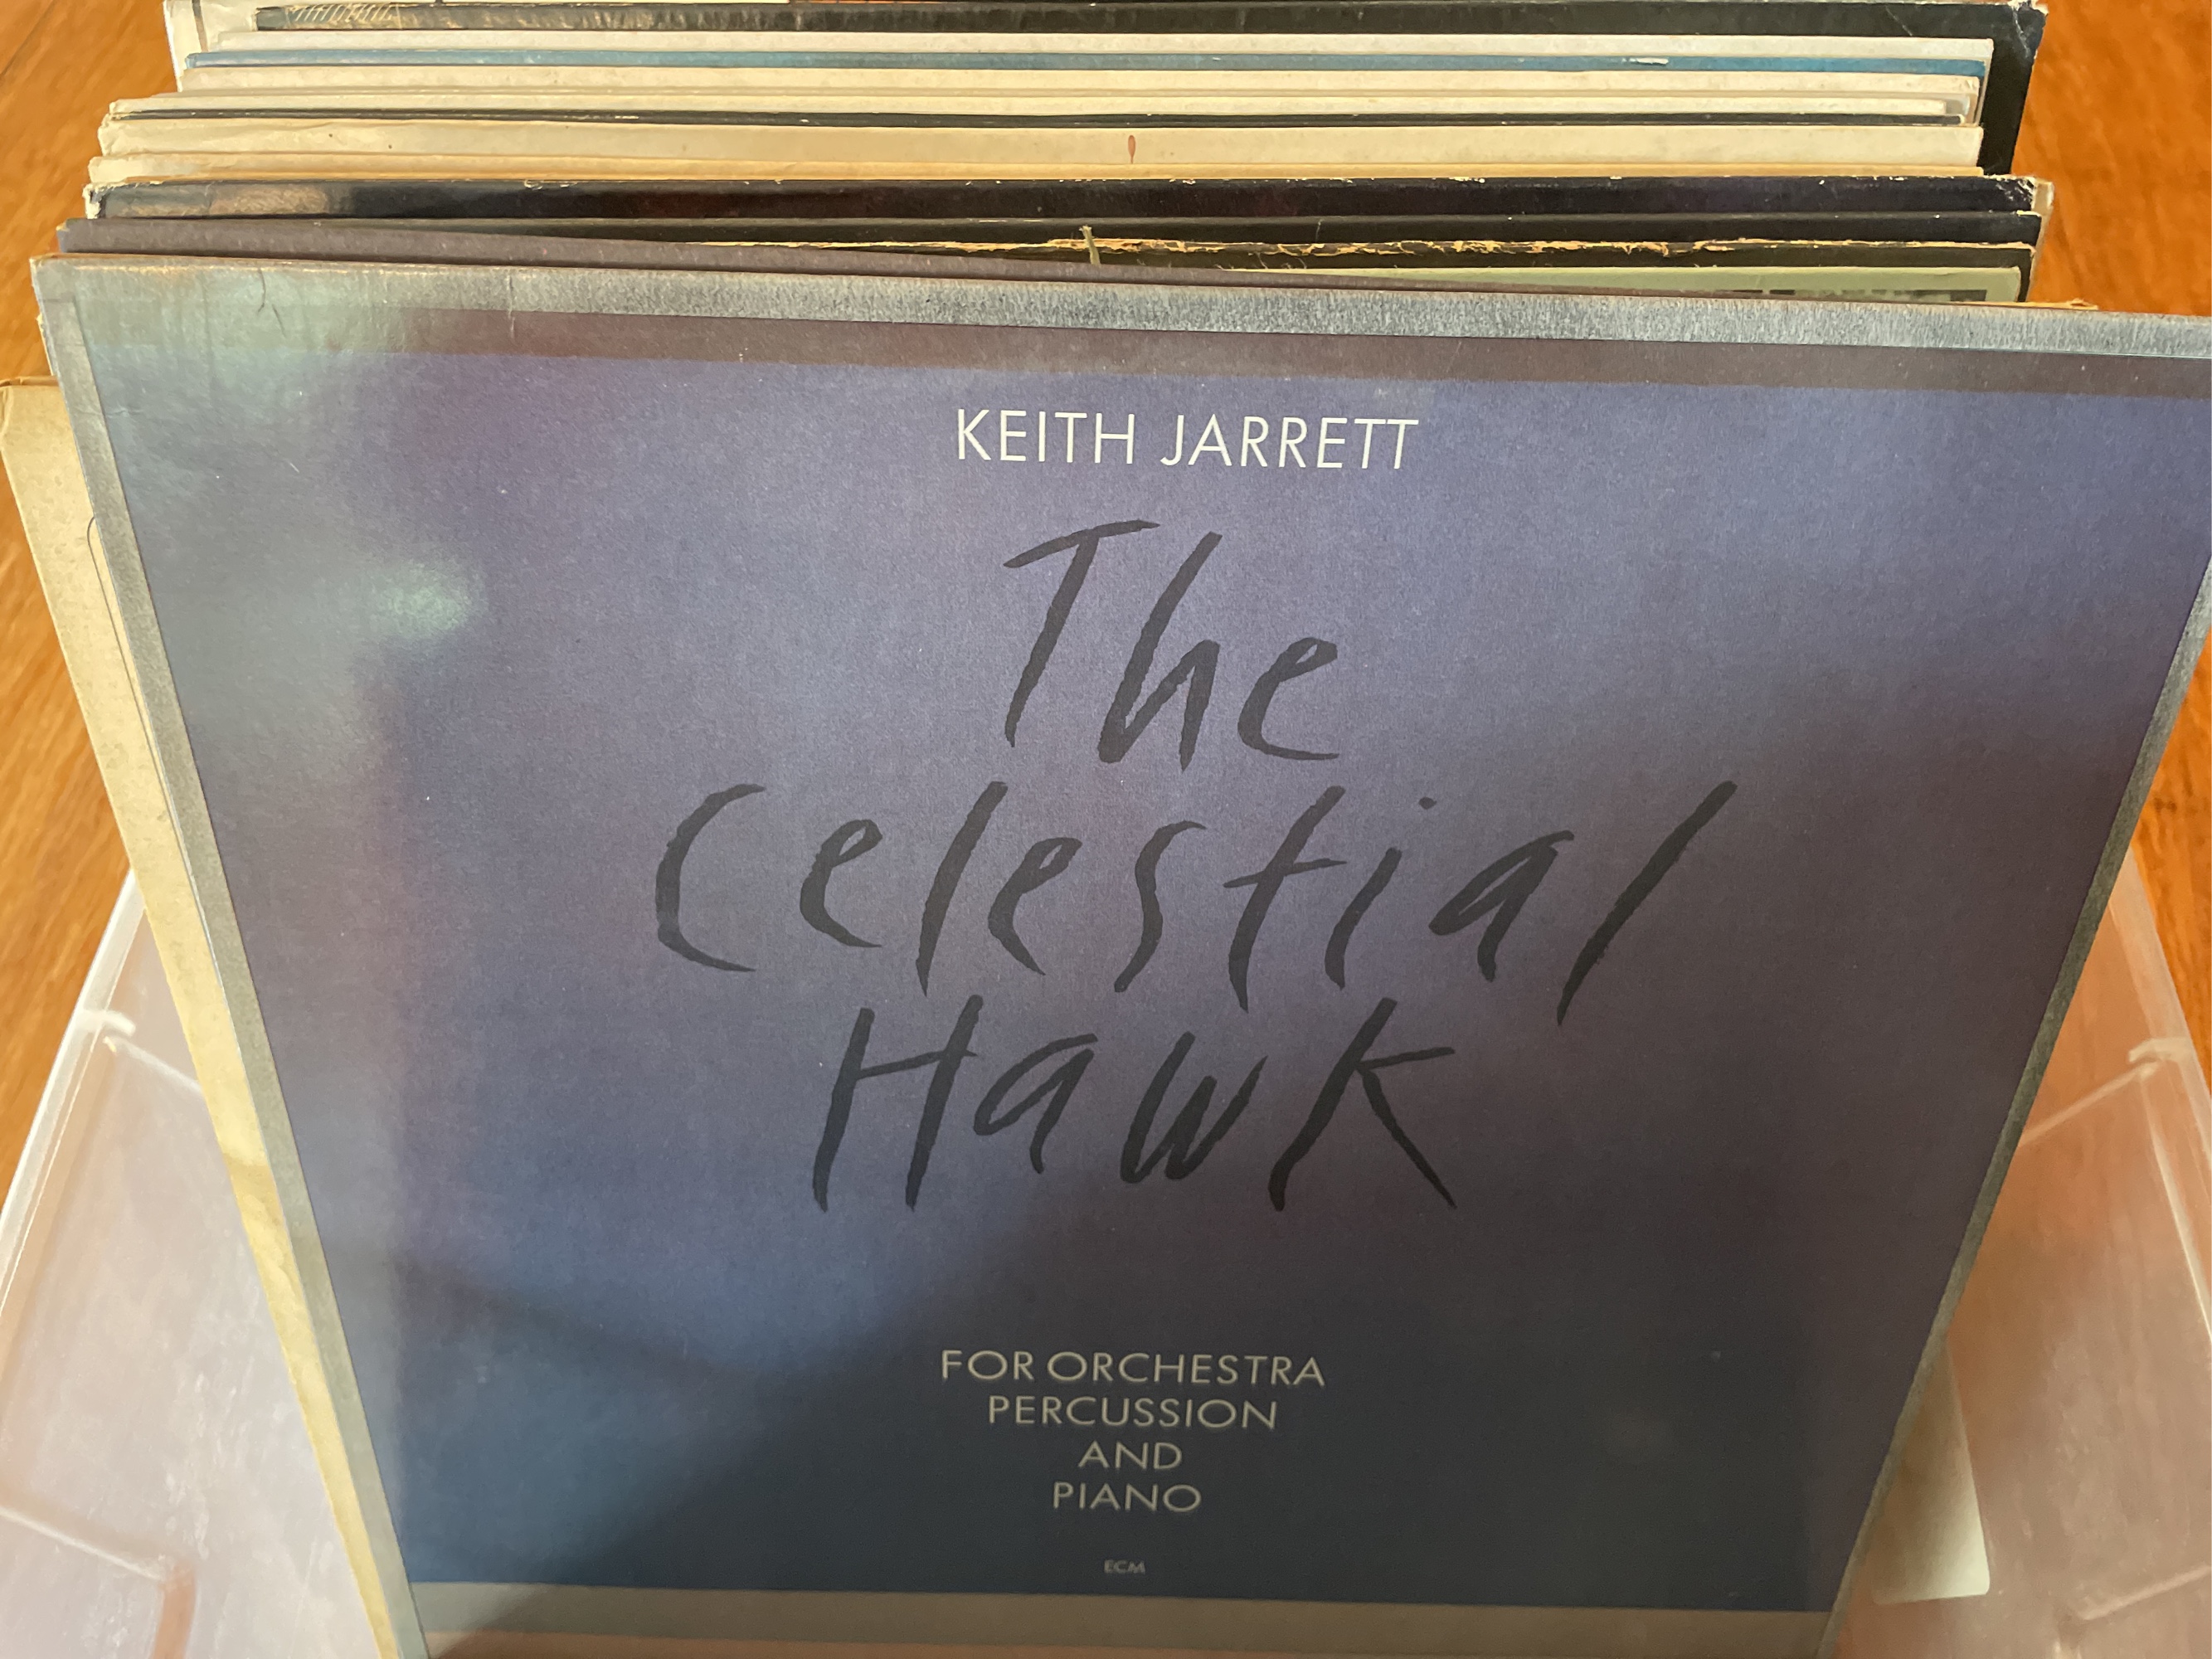 KEITH JARRETT
The
Celestial
Hawk
FOR ORCHESTRA
PERCUSSION
AND
PIANO
ECM